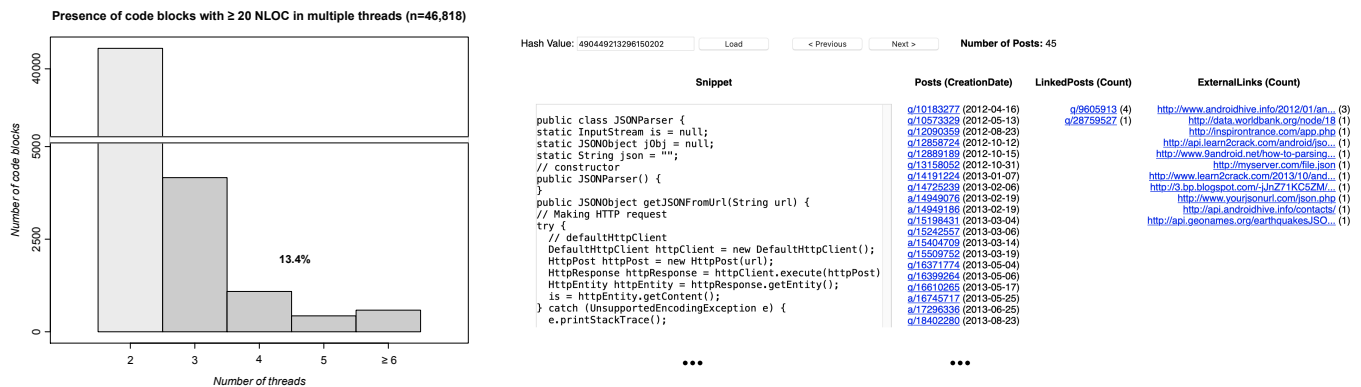 Presence of code blocks with ≥ 20 NLOC in multiple threads (n=46,818)
Number of code blocks
40000
5000
2500
0
13.4%
2
3
4
5
≥ 6
Number of threads
Hash Value: 490449213296150202 Load < Previous Next > Number of Posts: 45
Snippet
public class JSONParser {
static InputStream is = null;
static JSONObject jObj = null;
static String json = "";
// constructor
public JSONParser() {
}
public JSONObject getJSONFromUrl(String url) {
// Making HTTP request
try {
// defaultHttpClient
DefaultHttpClient httpClient = new DefaultHttpClient();
HttpPost httpPost = new HttpPost(url);
HttpResponse httpResponse = httpClient.execute(httpPost)
HttpEntity httpEntity = httpResponse.getEntity();
is = httpEntity.getContent();
} catch (UnsupportedEncodingException e) {
e.printStackTrace();
•••
Posts (CreationDate)
q/10183277 (2012-04-16)
q/10573329 (2012-05-13)
q/12090359 (2012-08-23)
q/12858724 (2012-10-12)
q/12889189 (2012-10-15)
q/13158052 (2012-10-31)
q/14191224 (2013-01-07)
q/14725239 (2013-02-06)
a/14949076 (2013-02-19)
a/14949186 (2013-02-19)
q/15198431 (2013-03-04)
q/15242557 (2013-03-06)
a/15404709 (2013-03-14)
q/15509752 (2013-03-19)
q/16371774 (2013-05-04)
q/16399264 (2013-05-06)
q/16610265 (2013-05-17)
a/16745717 (2013-05-25)
a/17296336 (2013-06-25)
q/18402280 (2013-08-23)
•••
LinkedPosts (Count)
q/9605913 (4)
q/28759527 (1)
ExternalLinks (Count)
http://www.androidhive.info/2012/01/an... (3)
http://data.worldbank.org/node/18 (1)
http://inspirontrance.com/app.php (1)
http://api.learn2crack.com/android/jso... (1)
http://www.9android.net/how-to-parsing... (1)
http://myserver.com/file.json (1)
http://www.learn2crack.com/2013/10/and... (1)
http://3.bp.blogspot.com/-jJnZ71KC5ZM/... (1)
http://www.yourjsonurl.com/json.php (1)
http://api.androidhive.info/contacts/ (1)
http://api.geonames.org/earthquakesJSO... (1)